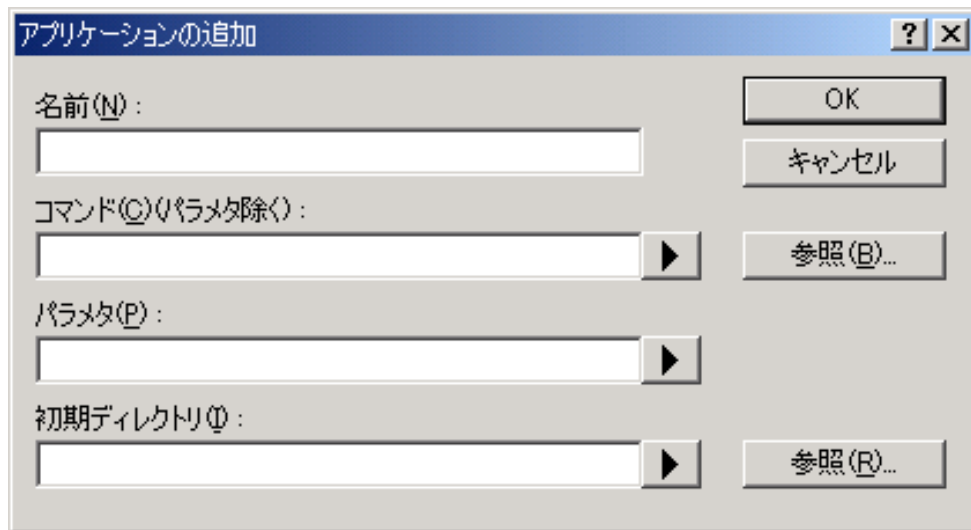 アプリケーションの追加
?
名前(N) :
OK
キャンセル
コマンド(C)(パラメタ除く) :
参照(B)...
パラメタ(P) :
初期ディレクトリ(I) :
参照(R)...